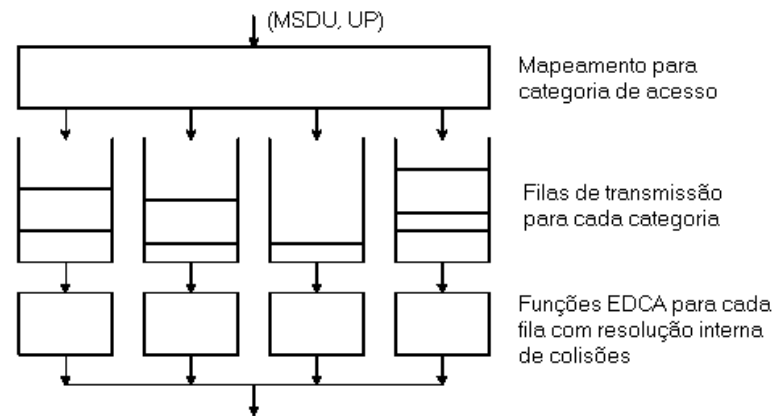 (MSDU, UP)
Mapeamento para
categoria de acesso
Filas de transmissão
para cada categoria
Funções EDCA para cada
fila com resolução interna
de colisões